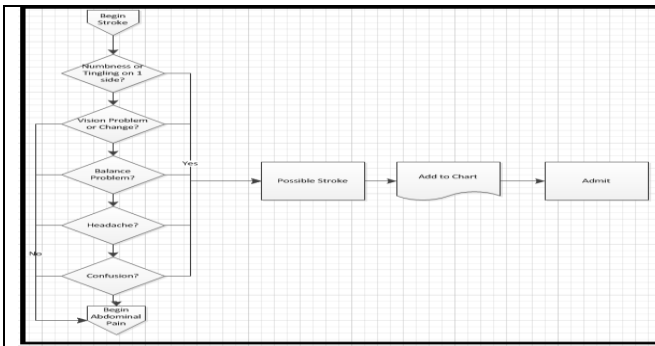 Begin
Stroke
Numbness or
Tingling on 1
side?
Vision Problem
or Change?
Yes
Balance
Problem?
Possible Stroke
Add to Chart
Admit
Headache?
No
Confusion?
Begin
Abdominal
Pain